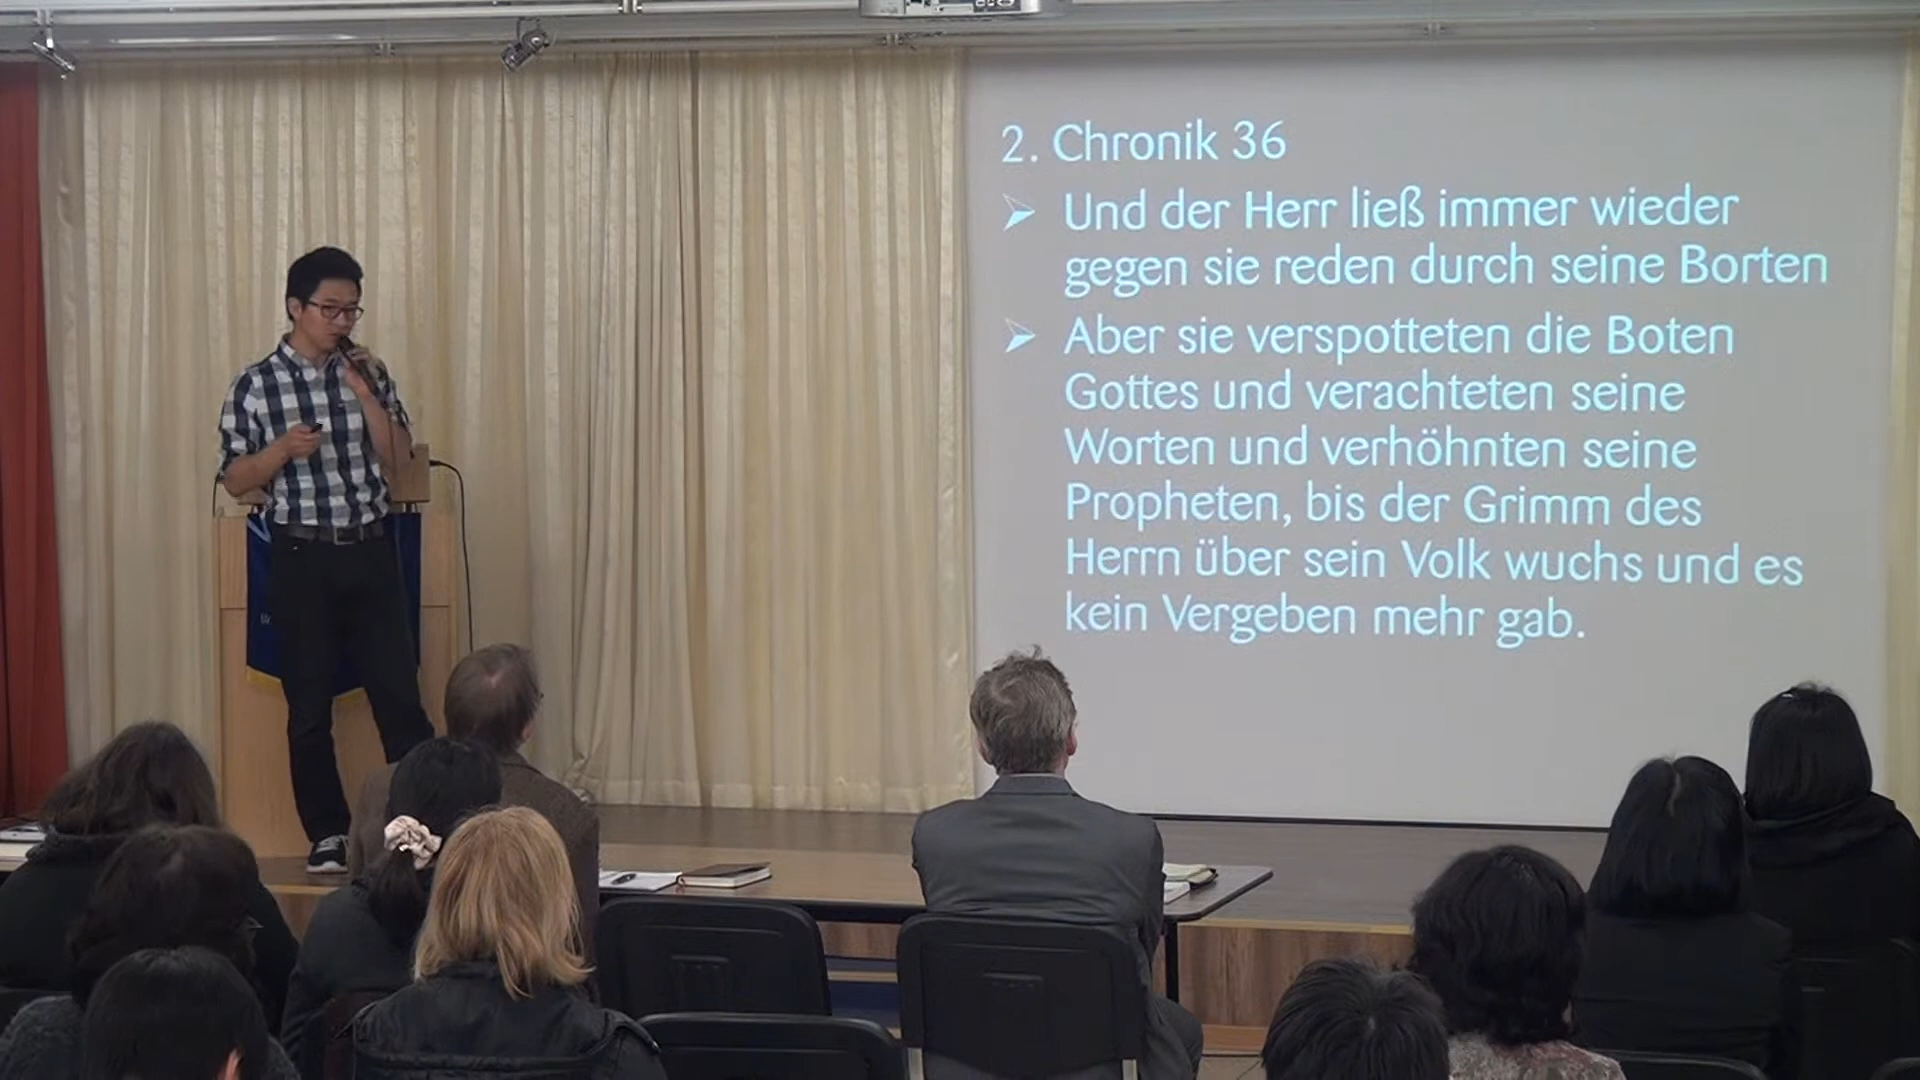 2. Chronik 36
Und der Herr ließ immer wieder
gegen sie reden durch seine Borten
Aber sie verspotteten die Boten
Gottes und verachteten seine
Worten und verhöhnten seine
Propheten, bis der Grimm des
Herrn über sein Volk wuchs und es
kein Vergeben mehr gab.